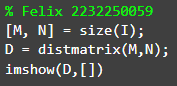 % Felix 2232250059
[M, N] = size(I);
D = distmatrix(M,N);
imshow(D,[])